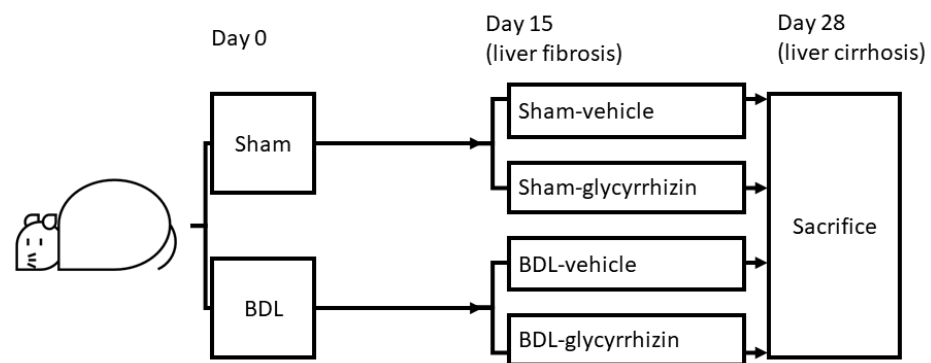 Day 0
Day 15
(liver fibrosis)
Day 28
(liver cirrhosis)
Sham
Sham-vehicle
Sham-glycyrrhizin
BDL
BDL-vehicle
BDL-glycyrrhizin
Sacrifice